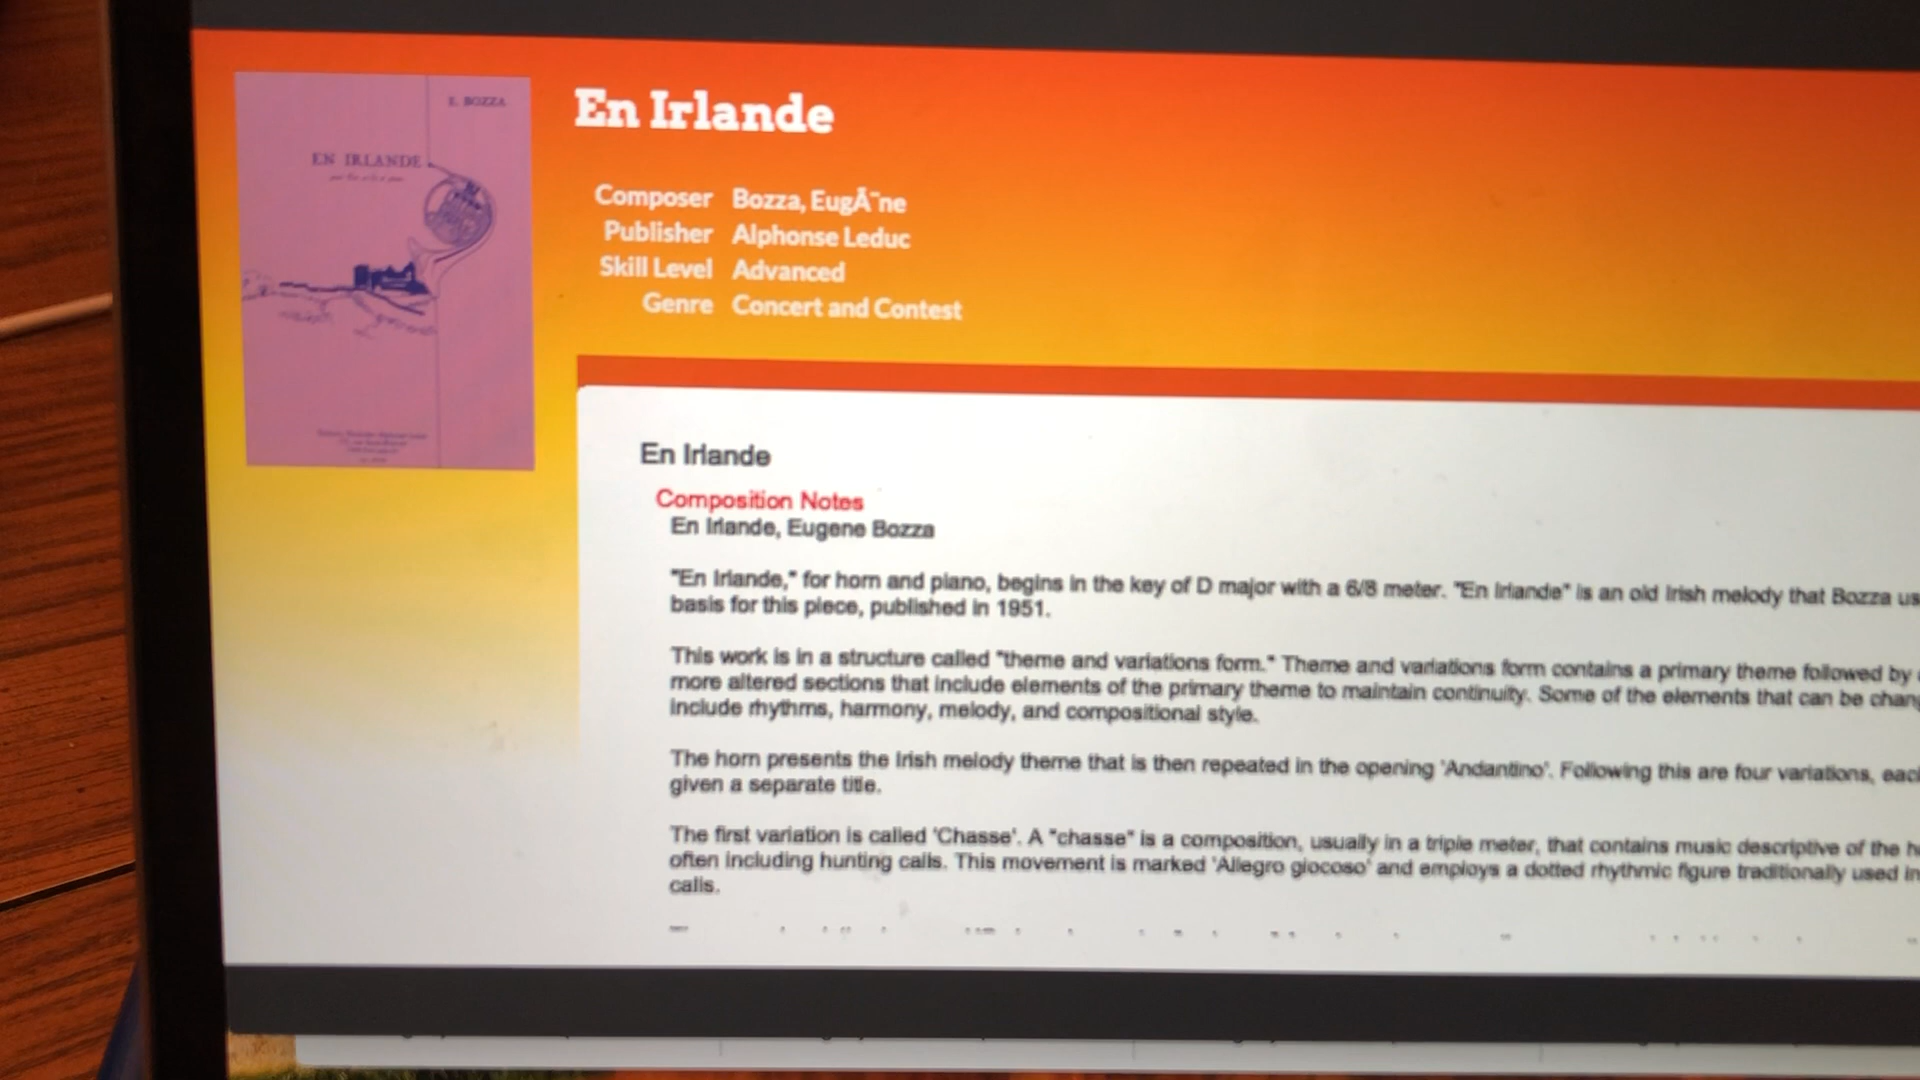 E. BOZZA
EN IRLANDE
En Irlande
Composer Bozza, EugÃ¨ne
Publisher Alphonse Leduc
Skill Level Advanced
Genre Concert and Contest
En Irlande
Composition Notes
En Irlande, Eugene Bozza
"En Irlande," for horn and piano, begins in the key of D major with a 6/8 meter. "En Irlande" is an old Irish melody that Bozza us
basis for this piece, published in 1951.
This work is in a structure called "theme and variations form." Theme and variations form contains a primary theme followed by
more altered sections that include elements of the primary theme to maintain continuity. Some of the elements that can be chang
include rhythms, harmony, melody, and compositional style.
The horn presents the Irish melody theme that is then repeated in the opening 'Andantino'. Following this are four variations, eac
given a separate title.
The first variation is called 'Chasse'. A "chasse" is a composition, usually in a triple meter, that contains music descriptive of the h
often including hunting calls. This movement is marked 'Allegro giocoso' and employs a dotted rhythmic figure traditionally used in
calls.